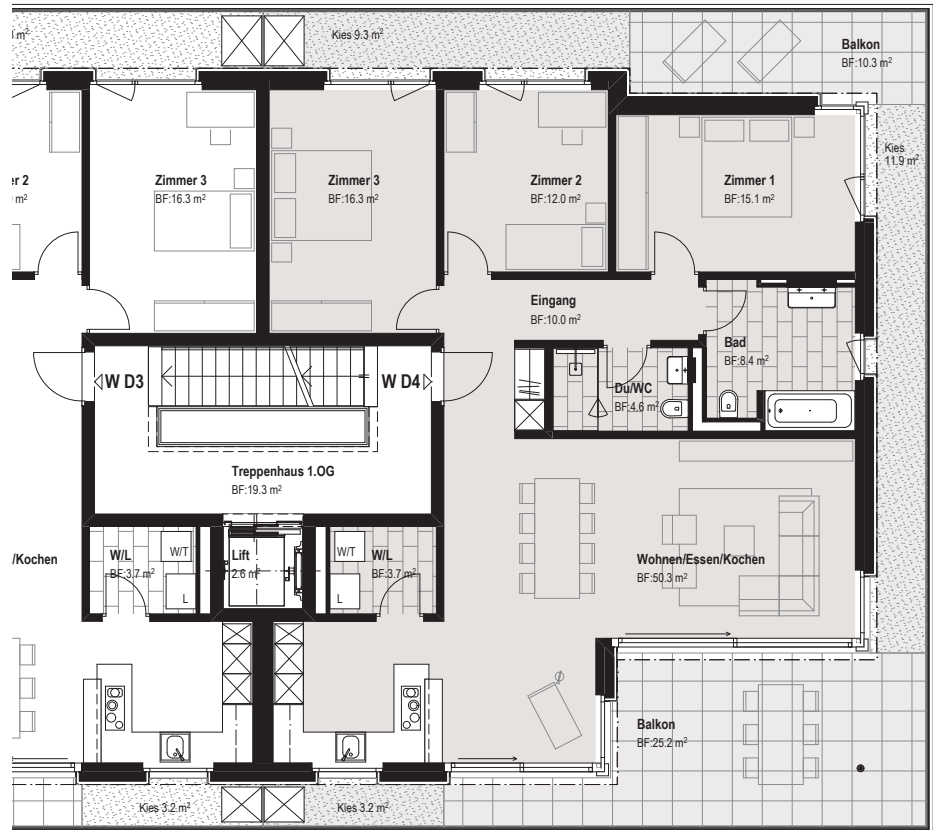 m²
Kies 9.3 m²
Balkon
BF:10.3 m²
Kies
11.9 m²
er 2
m²
Zimmer 3
BF:16.3 m²
Zimmer 3
BF:16.3 m²
Zimmer 2
BF:12.0 m²
Zimmer 1
BF:15.1 m²
Eingang
BF:10.0 m²
Bad
BF:8.4 m²
W D3
W D4
Du/WC
BF:4.6 m²
Treppenhaus 1.OG
BF:19.3 m²
/Kochen
W/L
BF:3.7 m²
W/T
L
Lift
2.6 m²
W/T
L
W/L
BF:3.7 m²
Wohnen/Essen/Kochen
BF:50.3 m²
Balkon
BF:25.2 m²
Kies 3.2 m²
Kies 3.2 m²